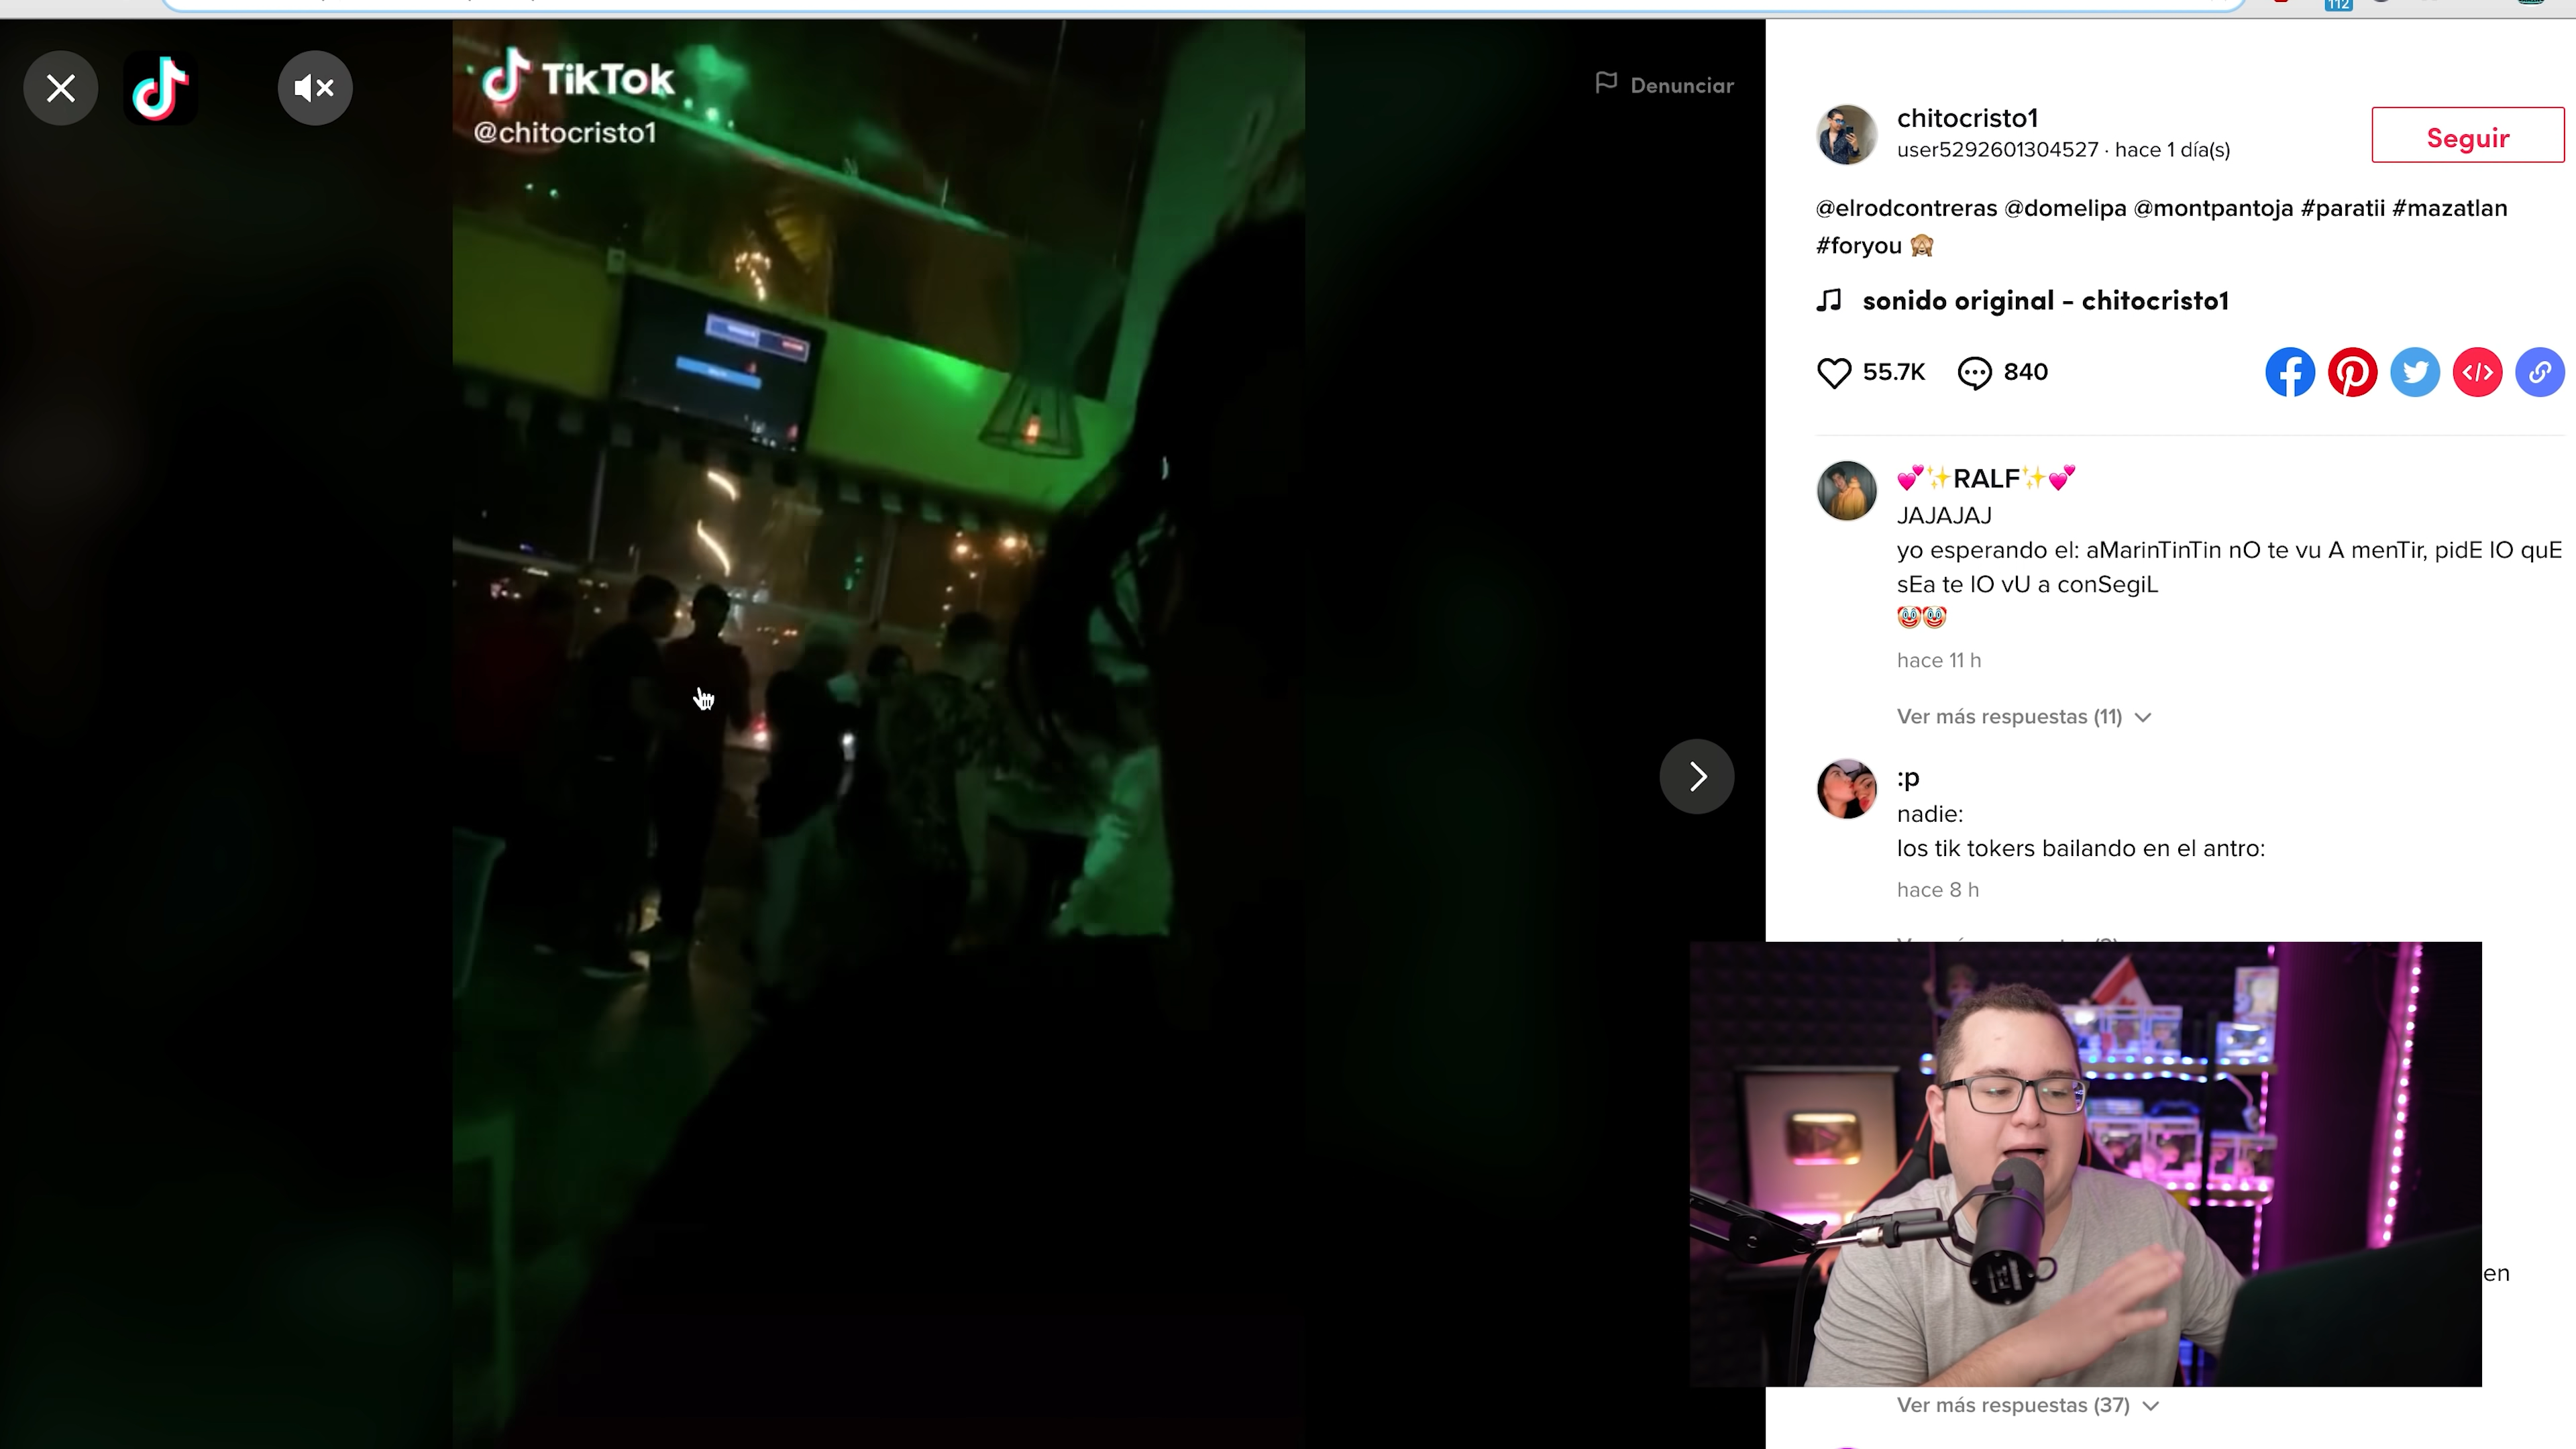 112
TikTok
@chitocristo1
Denunciar
chitocristo1
user5292601304527 · hace 1 día(s)
Seguir
@elrodcontreras @domelipa @montpantoja #paratii #mazatlan
#foryou 🙈
sonido original - chitocristo1
55.7K
840
💕✨RALF✨💕
JAJAJAJ
yo esperando el: aMarinTinTin nO te vu A menTir, pidE lO quE
sEa te lO vU a conSegiL
🤡🤡
hace 11 h
Ver más respuestas (11)
:p
nadie:
los tik tokers bailando en el antro:
hace 8 h
en
Ver más respuestas (37)